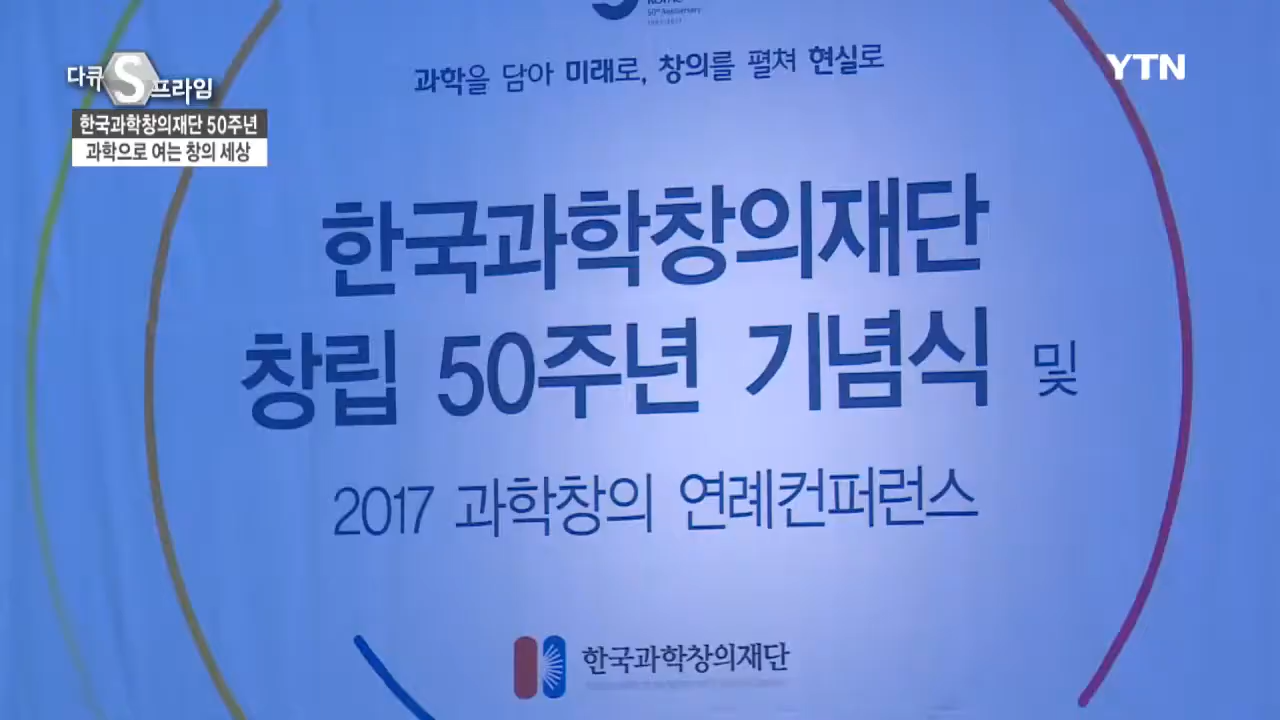 다큐 S 프라임
한국과학창의재단 50주년
과학으로 여는 창의 세상
YTN
50th Anniversary
과학을 담아 미래로, 창의를 펼쳐 현실로
한국과학창의재단
창립 50주년 기념식 및
2017 과학창의 연례컨퍼런스
한국과학창의재단